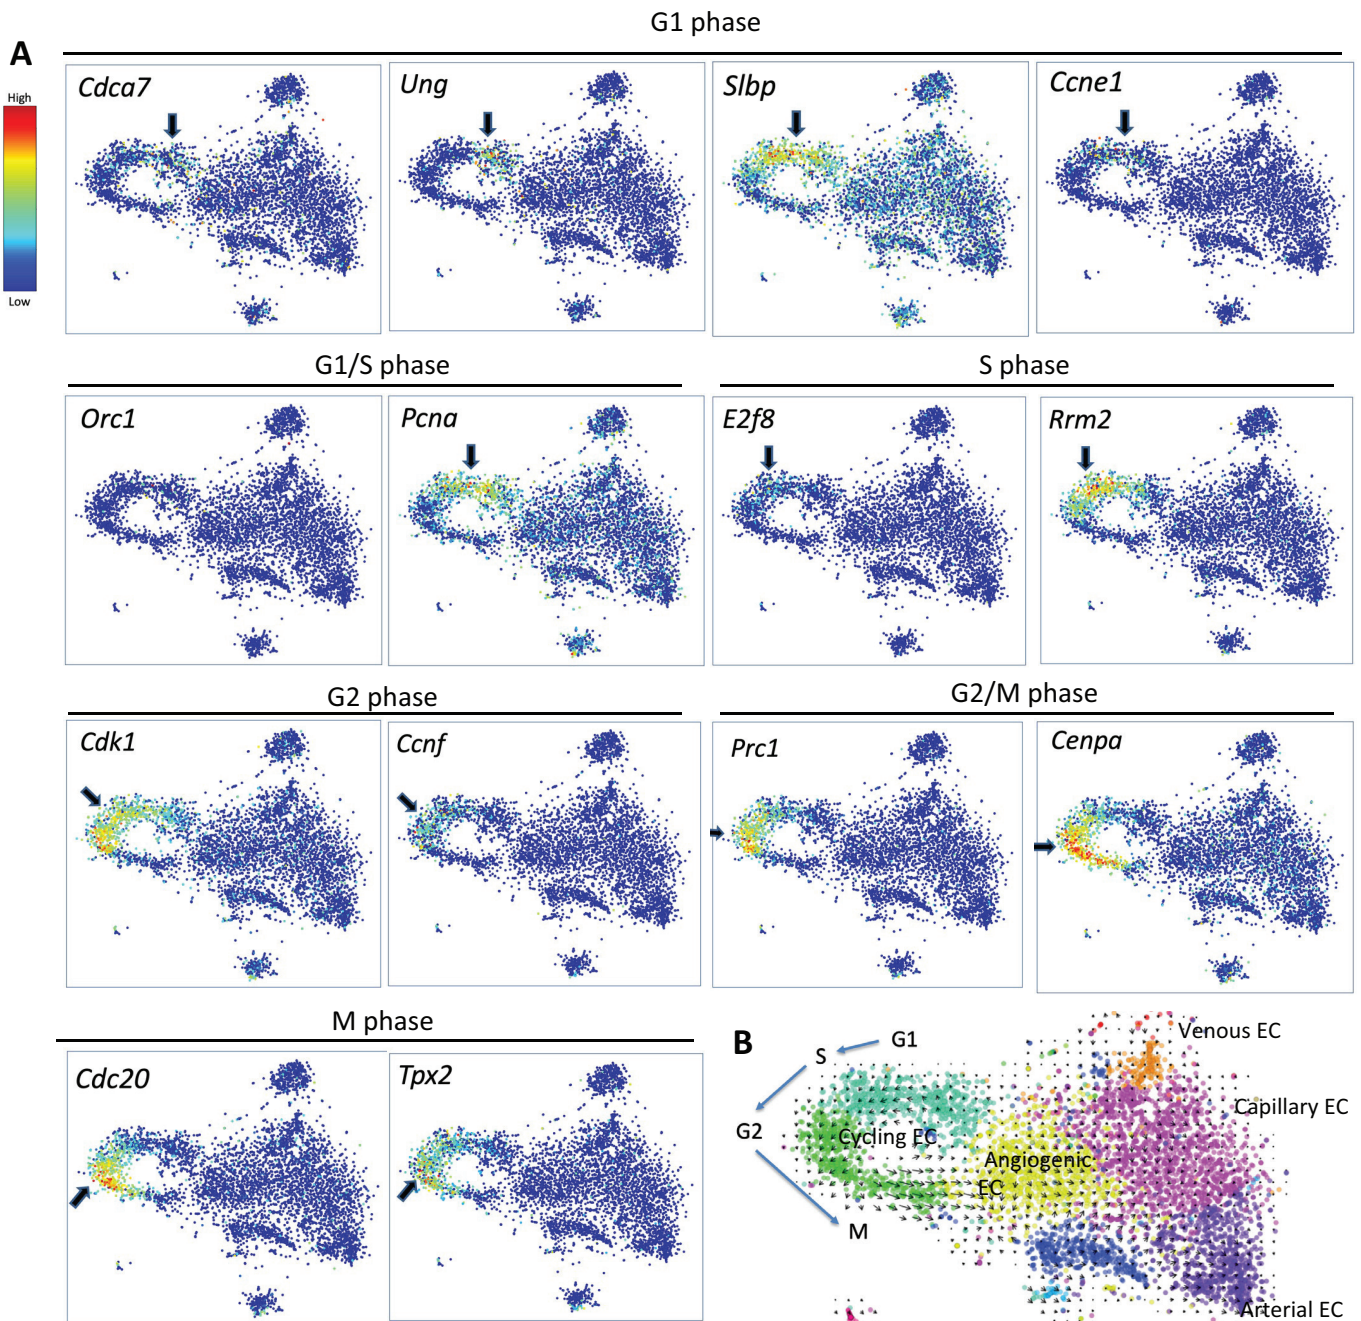 G1 phase
A
High
Low
Cdca7
Ung
Slbp
Ccne1
G1/S phase
S phase
Orc1
Pcna
E2f8
Rrm2
G2 phase
G2/M phase
Cdk1
Ccnf
Prc1
Cenpa
M phase
Cdc20
Tpx2
B
G1
S
G2
M
Venous EC
Capillary EC
Cycling EC
Angiogenic
EC
Arterial EC